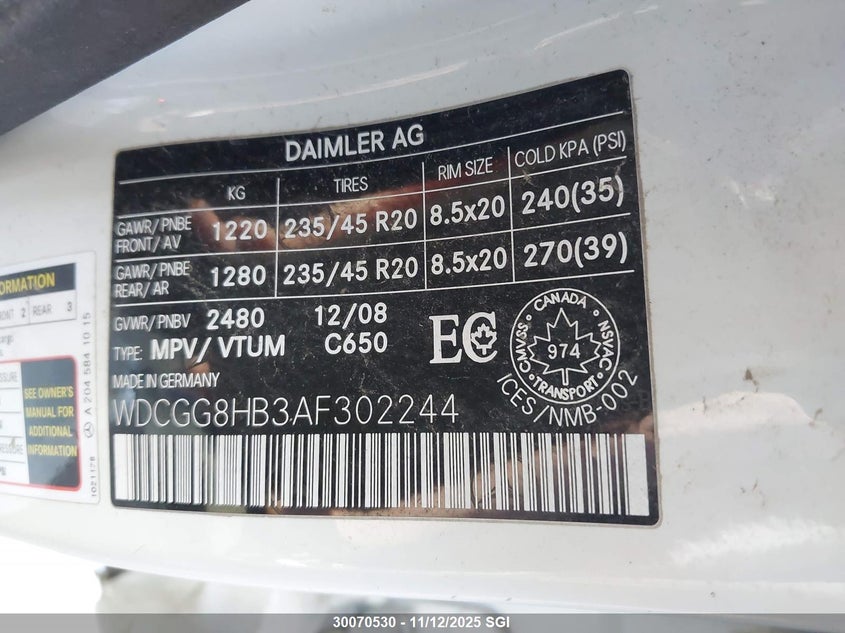 DAIMLER AG
KG TIRES RIM SIZE COLD KPA (PSI)
GAWR/PNBE FRONT/AV 1220 235/45 R20 8.5x20 240(35)
GAWR/PNBE REAR/AR 1280 235/45 R20 8.5x20 270(39)
GVWR/PNBV 2480 12/08
TYPE: MPV/VTUM C650
EC
CANADA
CMVSS NSVAC
974
TRANSPORT
ICES/NMB-002
MADE IN GERMANY
WDCGG8HB3AF302244
ORMATION
2 REAR 3
SEE OWNER'S
MANUAL FOR
ADDITIONAL
INFORMATION
A 204 584 10 15
30070530 - 11/12/2025 SGI